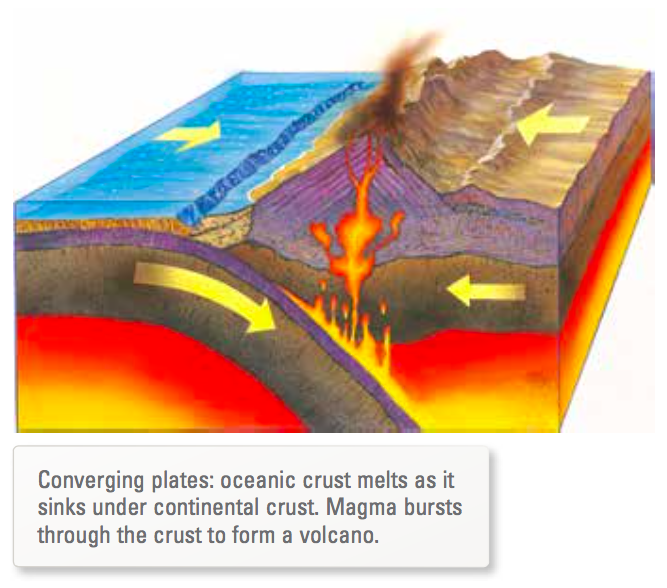 Converging plates: oceanic crust melts as it
sinks under continental crust. Magma bursts
through the crust to form a volcano.